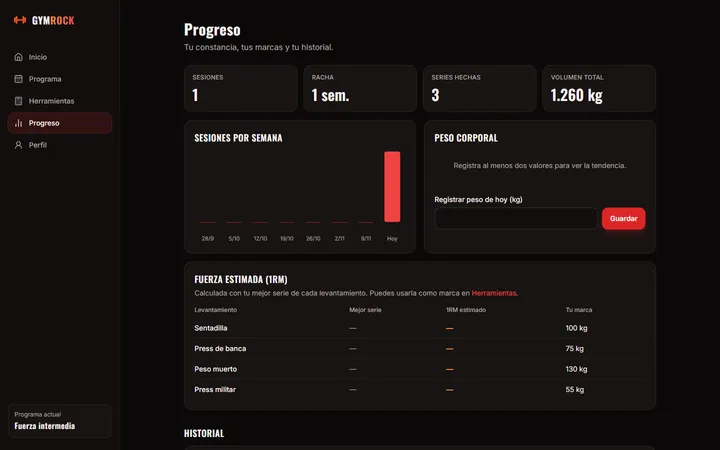 GYMROCK
Inicio
Programa
Herramientas
Progreso
Perfil
Programa actual
Fuerza intermedia
Progreso
Tu constancia, tus marcas y tu historial.
SESIONES
1
RACHA
1 sem.
SERIES HECHAS
3
VOLUMEN TOTAL
1.260 kg
SESIONES POR SEMANA
28/9 5/10 12/10 19/10 26/10 2/11 9/11 Hoy
PESO CORPORAL
Registra al menos dos valores para ver la tendencia.
Registrar peso de hoy (kg)
Guardar
FUERZA ESTIMADA (1RM)
Calculada con tu mejor serie de cada levantamiento. Puedes usarla como marca en Herramientas.
Levantamiento Mejor serie 1RM estimado Tu marca
Sentadilla — — 100 kg
Press de banca — — 75 kg
Peso muerto — — 130 kg
Press militar — — 55 kg
HISTORIAL